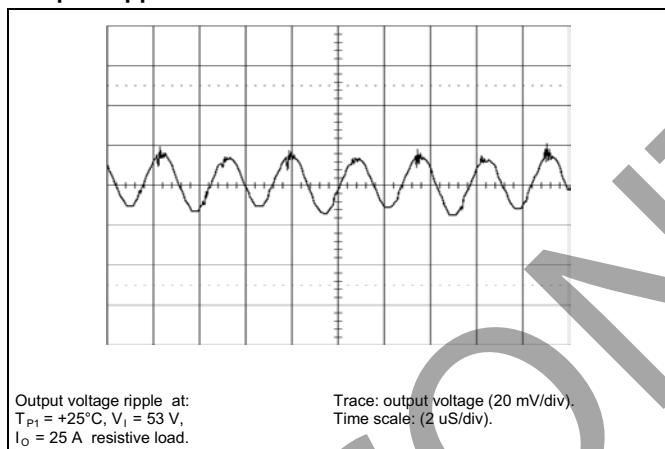 Output voltage ripple at:
T P1 = +25°C, V I = 53 V,
I O = 25 A resistive load.
Trace: output voltage (20 mV/div).
Time scale: (2 uS/div).